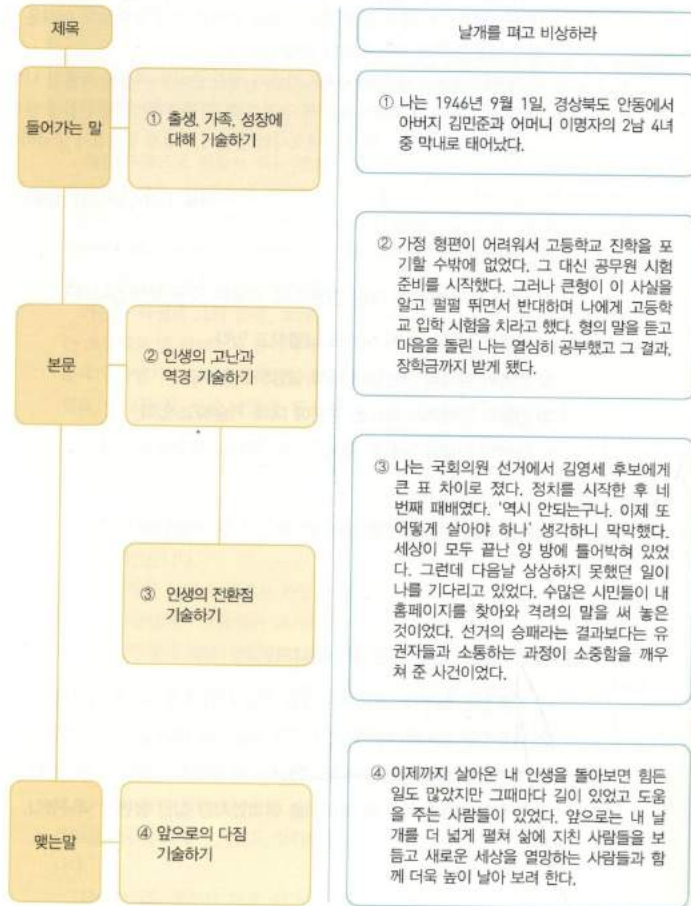 제목
날개를 펴고 비상하라
들어가는 말
① 출생, 가족, 성장에
대해 기술하기
① 나는 1946년 9월 1일, 경상북도 안동에서
아버지 김민준과 어머니 이명자의 2남 4녀
중 막내로 태어났다.
본문
② 인생의 고난과
역경 기술하기
② 가정 형편이 어려워서 고등학교 진학을 포
기할 수밖에 없었다. 그 대신 공무원 시험
준비를 시작했다. 그러나 큰형이 이 사실을
알고 펄펄 뛰면서 반대하며 나에게 고등학
교 입학 시험을 치라고 했다. 형의 말을 듣고
마음을 돌린 나는 열심히 공부했고 그 결과,
장학금까지 받게 됐다.
③ 인생의 전환점
기술하기
③ 나는 국회의원 선거에서 김영세 후보에게
큰 표 차이로 졌다. 정치를 시작한 후 네
번째 패배였다. '역시 안되는구나. 이제 또
어떻게 살아야 하나' 생각하니 막막했다.
세상이 모두 끝난 양 방에 틀어박혀 있었
다. 그런데 다음날 상상하지 못했던 일이
나를 기다리고 있었다. 수많은 시민들이 내
홈페이지를 찾아와 격려의 말을 써 놓은
것이었다. 선거의 승패라는 결과보다는 유
권자들과 소통하는 과정이 소중함을 깨우
쳐 준 사건이었다.
맺는말
④ 앞으로의 다짐
기술하기
④ 이제까지 살아온 내 인생을 돌아보면 힘든
일도 많았지만 그때마다 길이 있었고 도움
을 주는 사람들이 있었다. 앞으로는 내 날
개를 더 넓게 펼쳐 삶에 지친 사람들을 보
듬고 새로운 세상을 열망하는 사람들과 함
께 더욱 높이 날아 보려 한다.